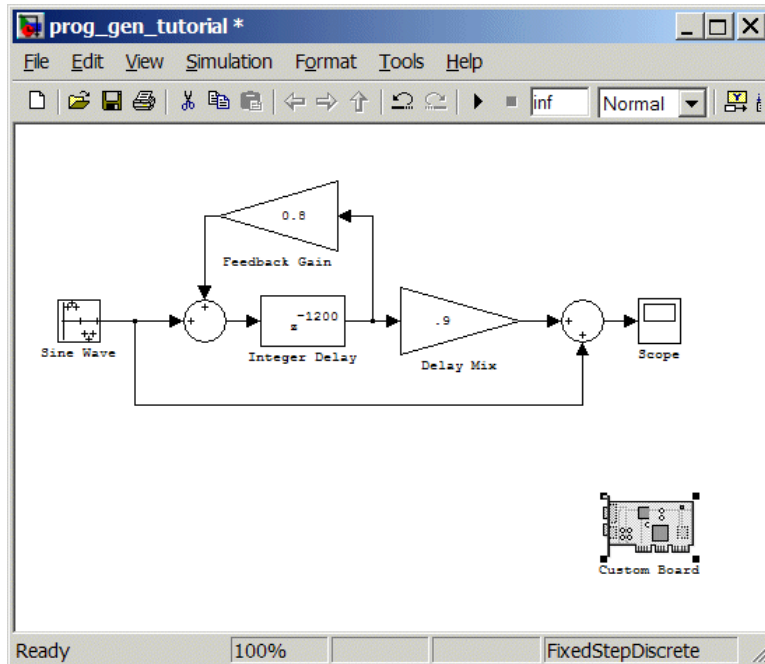 prog_gen_tutorial *
File Edit View Simulation Format Tools Help
inf Normal
0.8
Feedback Gain
Sine Wave
z^-1200
Integer Delay
.9
Delay Mix
Scope
Custom Board
Ready 100% FixedStepDiscrete